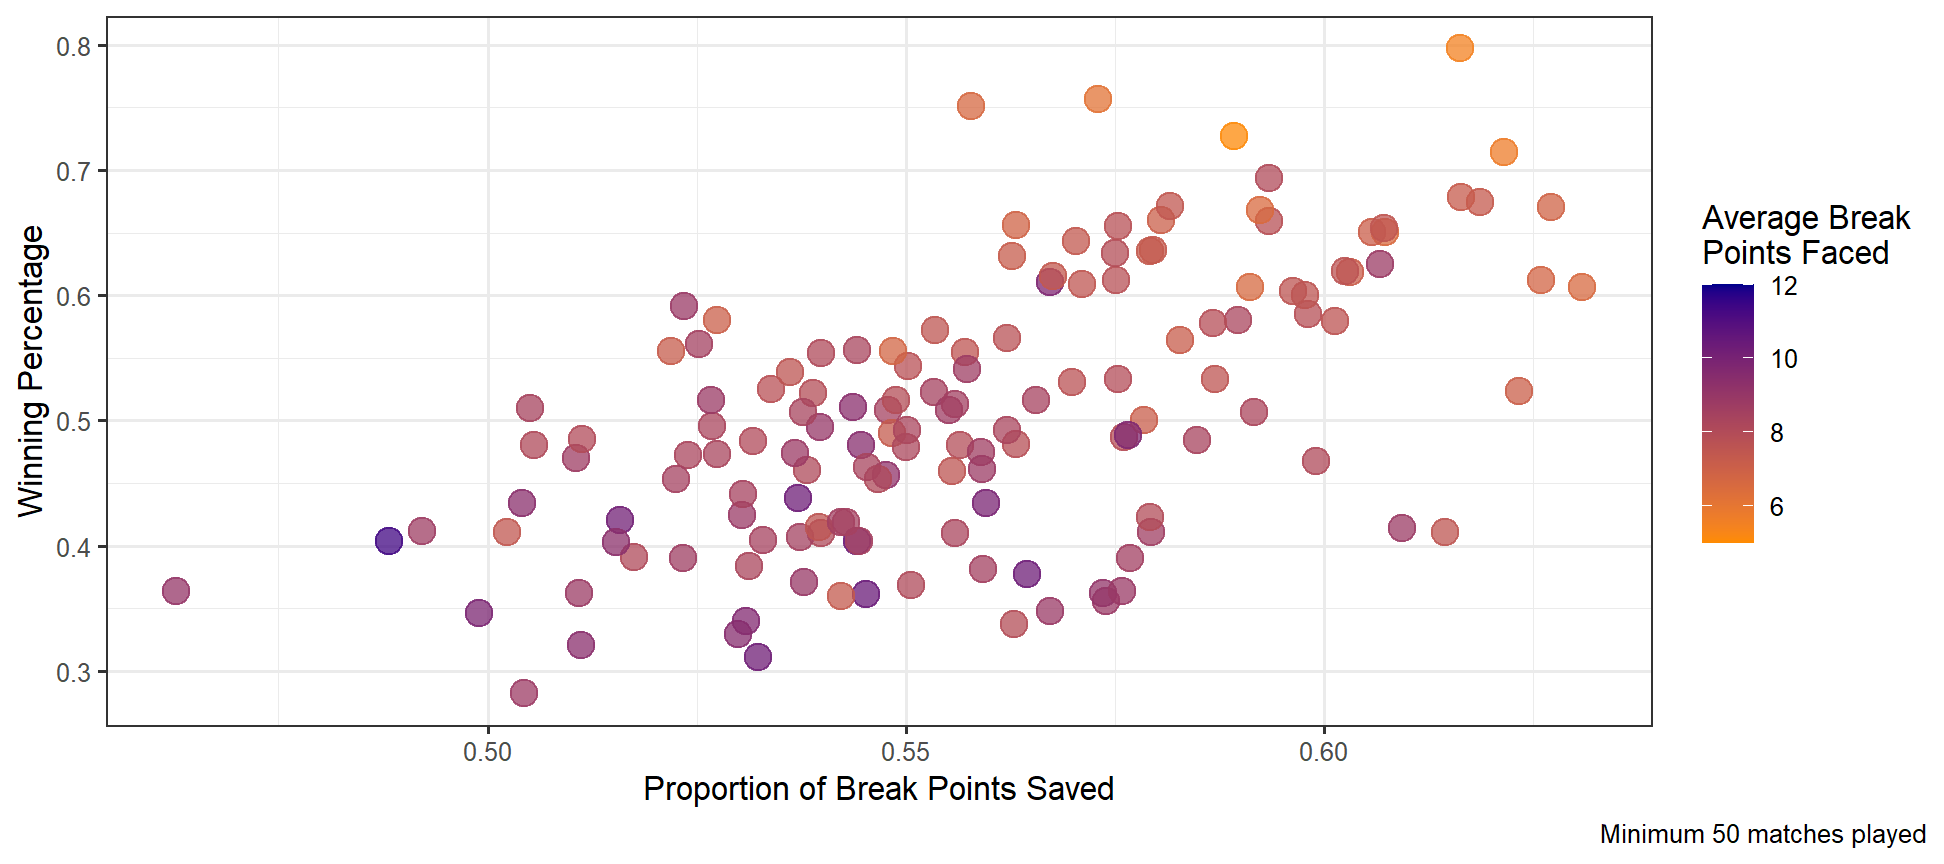 0.8
0.7
0.6
0.5
0.4
0.3
Winning Percentage
0.50
0.55
0.60
Proportion of Break Points Saved
Average Break
Points Faced
12
10
8
6
Minimum 50 matches played